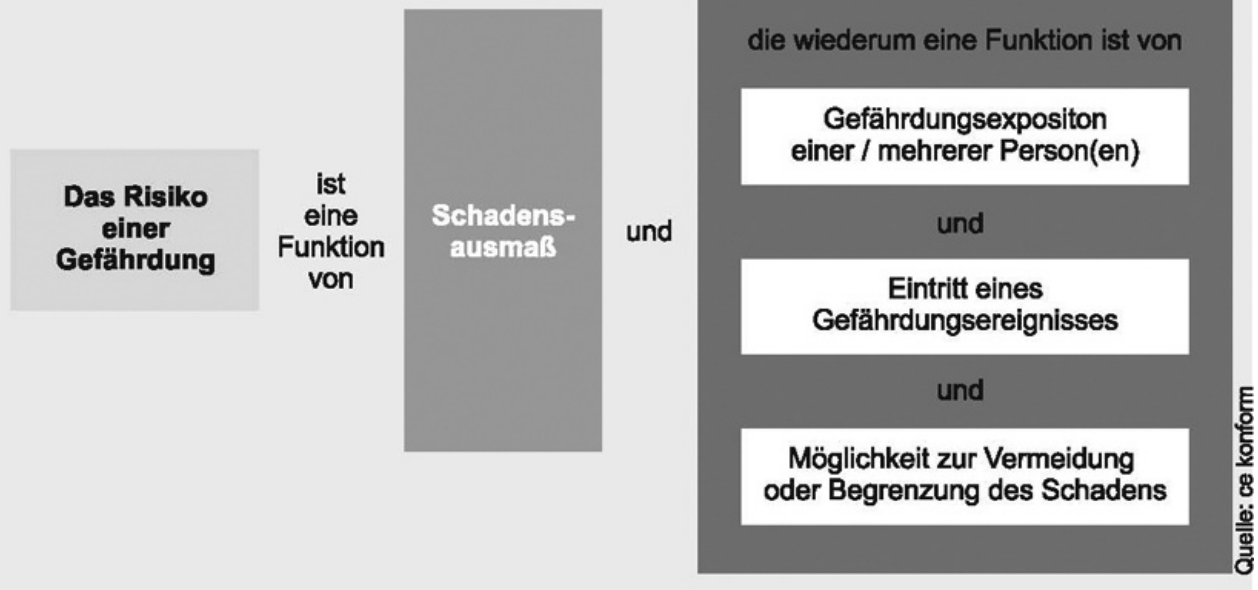 Das Risiko
einer
Gefährdung
ist
eine
Funktion
von
Schadens-
ausmaß
und
die wiederum eine Funktion ist von
Gefährdungsexpositon
einer / mehrerer Person(en)
und
Eintritt eines
Gefährdungsereignisses
und
Möglichkeit zur Vermeidung
oder Begrenzung des Schadens
Quelle: ce konform